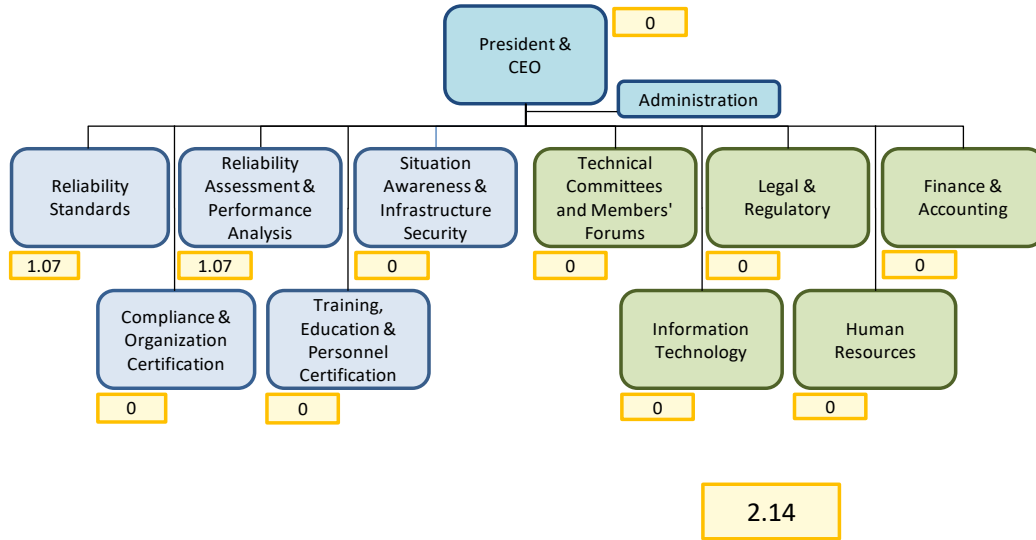 President &
CEO
0
Administration
Reliability
Standards
1.07
Reliability
Assessment &
Performance
Analysis
1.07
Situation
Awareness &
Infrastructure
Security
0
Technical
Committees
and Members'
Forums
0
Legal &
Regulatory
0
Finance &
Accounting
0
Compliance &
Organization
Certification
0
Training,
Education &
Personnel
Certification
0
Information
Technology
0
Human
Resources
0
2.14